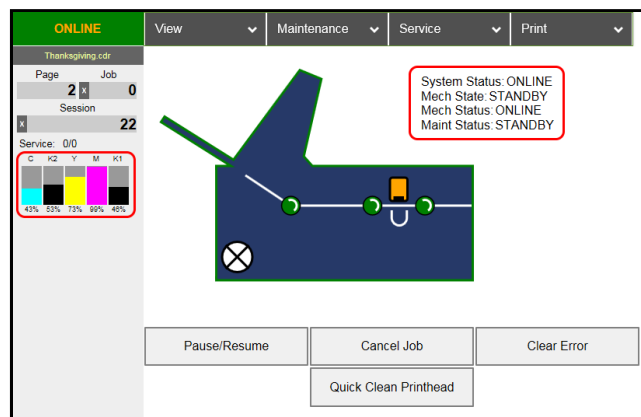 ONLINE View Maintenance Service Print
Thanksgiving.cdr
Page Job
2 x 0
Session
x 22
Service: 0/0
C K2 Y M K1
43% 53% 73% 99% 48%
System Status: ONLINE
Mech State: STANDBY
Mech Status: ONLINE
Maint Status: STANDBY
Pause/Resume Cancel Job Clear Error
Quick Clean Printhead